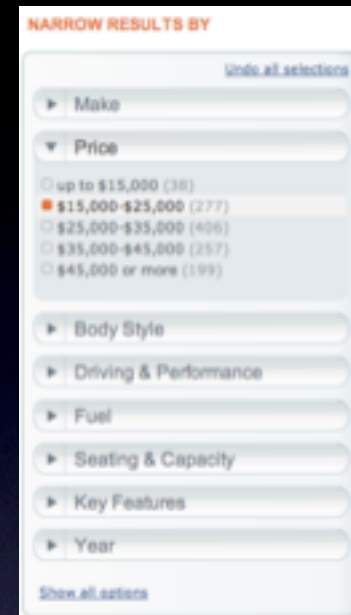 NARROW RESULTS BY
Undo all selections
Make
Price
up to $15,000 (38)
$15,000-$25,000 (277)
$25,000-$35,000 (406)
$35,000-$45,000 (257)
$45,000 or more (199)
Body Style
Driving & Performance
Fuel
Seating & Capacity
Key Features
Year
Show all options